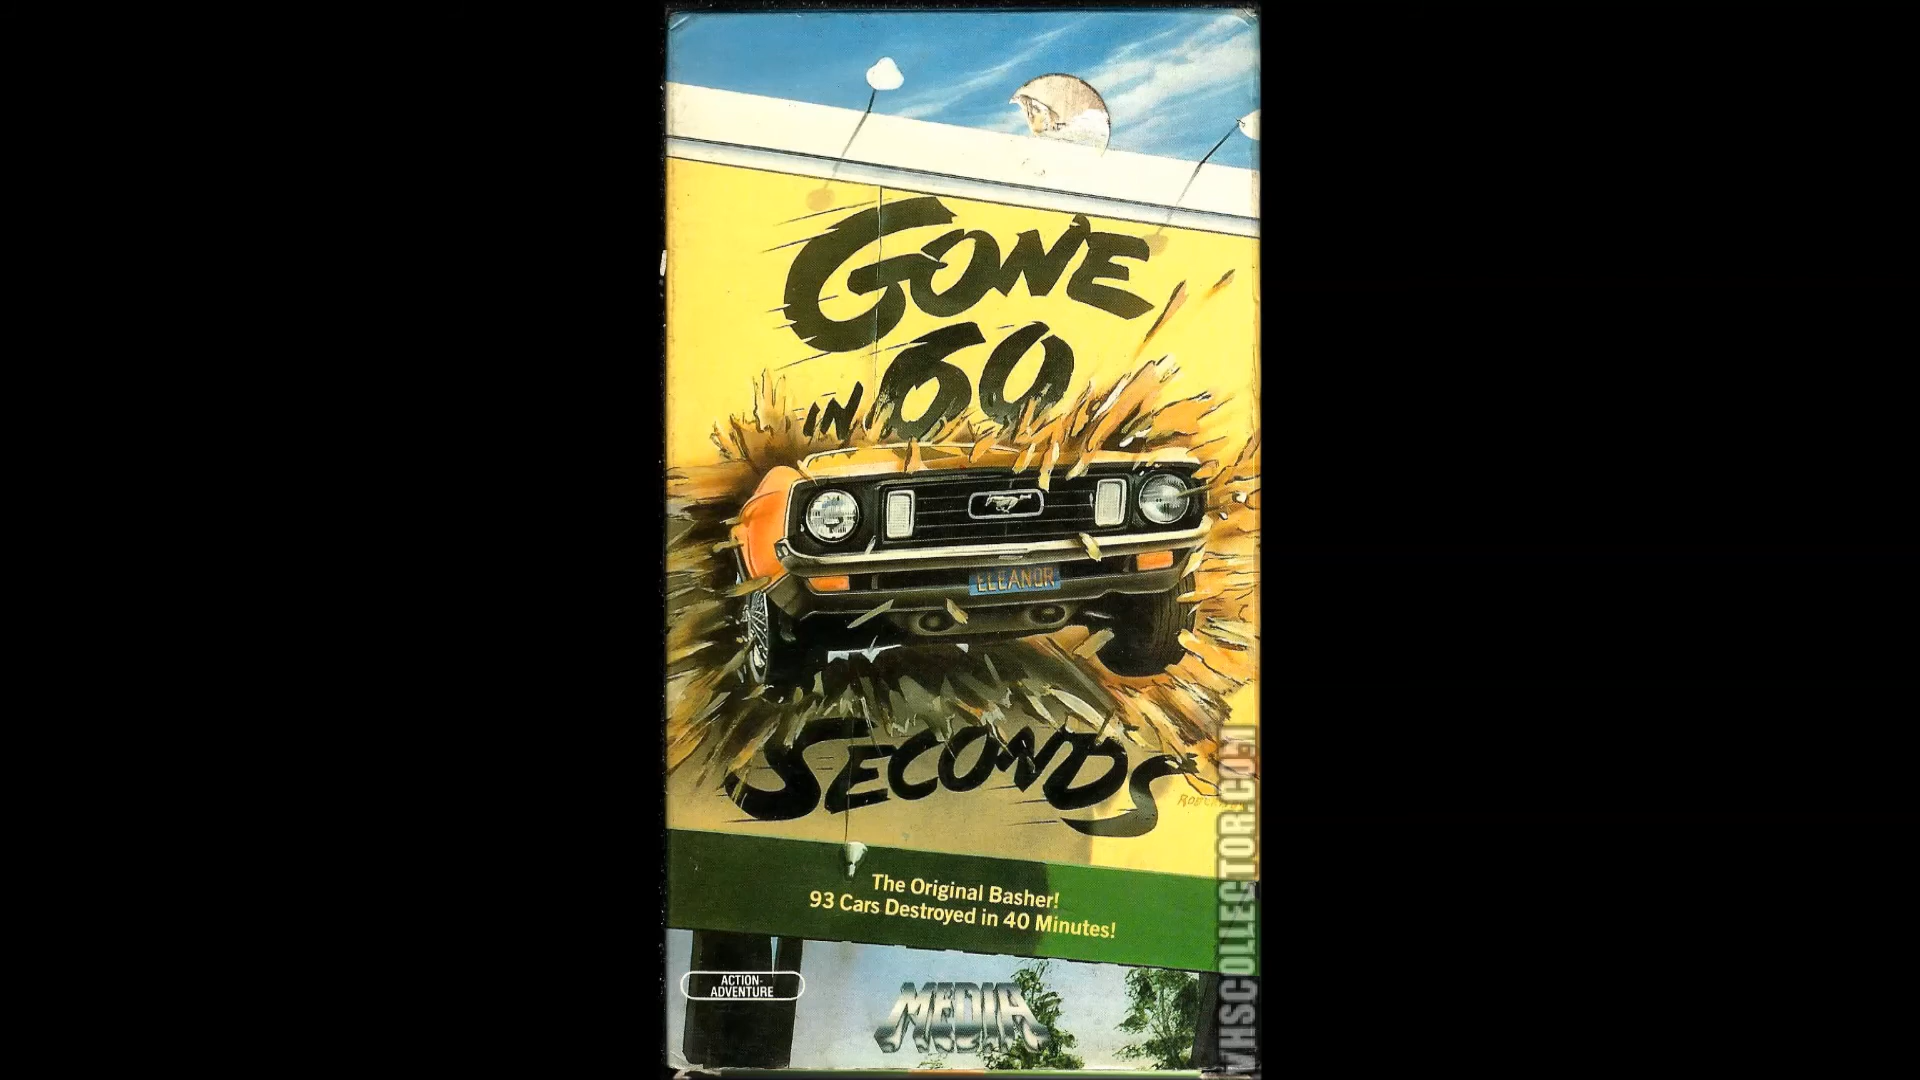 GONE
IN 60
ELEANOR
SECONDS
The Original Basher!
93 Cars Destroyed in 40 Minutes!
ACTION-
ADVENTURE
MEDIA
VHSCOLLECTOR.COM